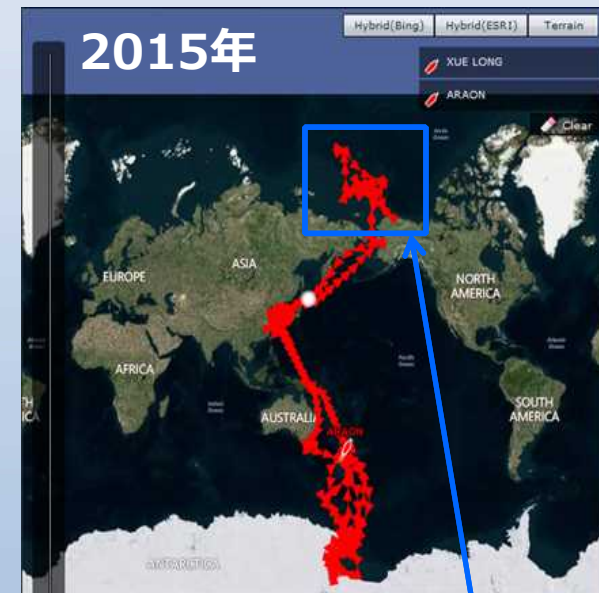 Hybrid(Bing) Hybrid(ESRI) Terrain
2015年
XUE LONG
ARAON
Clear
EUROPE
ASIA
NORTH
AMERICA
AFRICA
SOUTH
AMERICA
AUSTRALIA
ARAON
ANTARCTICA